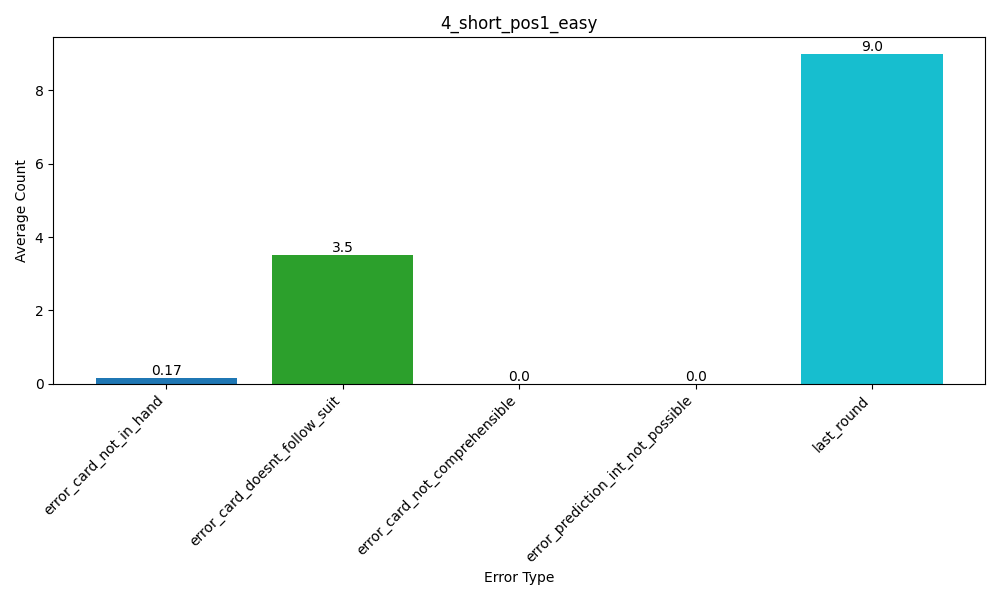 4_short_pos1_easy
Average Count
8
6
4
2
0
0.17
3.5
0.0
0.0
9.0
error_card_not_in_hand
error_card_doesnt_follow_suit
error_card_not_comprehensible
error_prediction_int_not_possible
last_round
Error Type